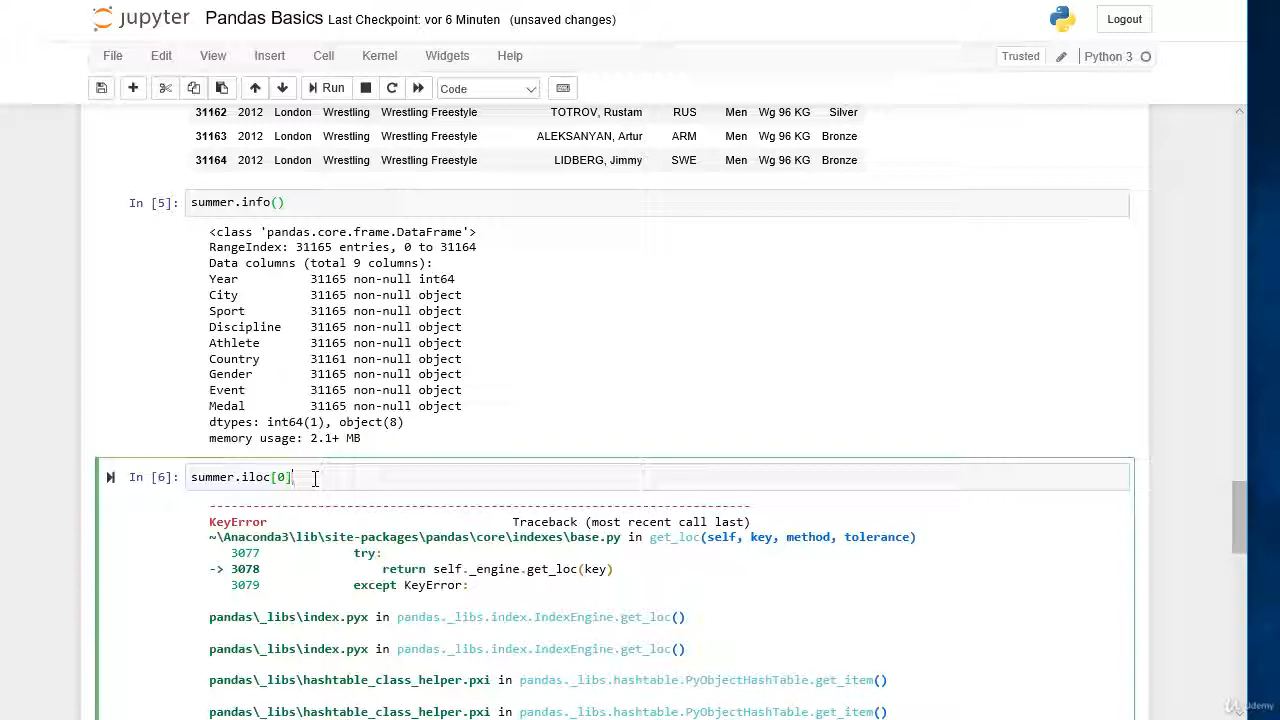 jupyter Pandas Basics Last Checkpoint: vor 6 Minuten (unsaved changes) Logout
File Edit View Insert Cell Kernel Widgets Help Trusted Python 3
Run Code
31162 2012 London Wrestling Wrestling Freestyle TOTROV, Rustam RUS Men Wg 96 KG Silver
31163 2012 London Wrestling Wrestling Freestyle ALEKSANYAN, Artur ARM Men Wg 96 KG Bronze
31164 2012 London Wrestling Wrestling Freestyle LIDBERG, Jimmy SWE Men Wg 96 KG Bronze
In [5]: summer.info()
<class 'pandas.core.frame.DataFrame'>
RangeIndex: 31165 entries, 0 to 31164
Data columns (total 9 columns):
Year 31165 non-null int64
City 31165 non-null object
Sport 31165 non-null object
Discipline 31165 non-null object
Athlete 31165 non-null object
Country 31161 non-null object
Gender 31165 non-null object
Event 31165 non-null object
Medal 31165 non-null object
dtypes: int64(1), object(8)
memory usage: 2.1+ MB
In [6]: summer.iloc[0]
---------------------------------------------------------------------------
KeyError Traceback (most recent call last)
~\Anaconda3\lib\site-packages\pandas\core\indexes\base.py in get_loc(self, key, method, tolerance)
3077 try:
-> 3078 return self._engine.get_loc(key)
3079 except KeyError:
pandas\_libs\index.pyx in pandas._libs.index.IndexEngine.get_loc()
pandas\_libs\index.pyx in pandas._libs.index.IndexEngine.get_loc()
pandas\_libs\hashtable_class_helper.pxi in pandas._libs.hashtable.PyObjectHashTable.get_item()
pandas\_libs\hashtable_class_helper.pxi in pandas._libs.hashtable.PyObjectHashTable.get_item()
Udemy